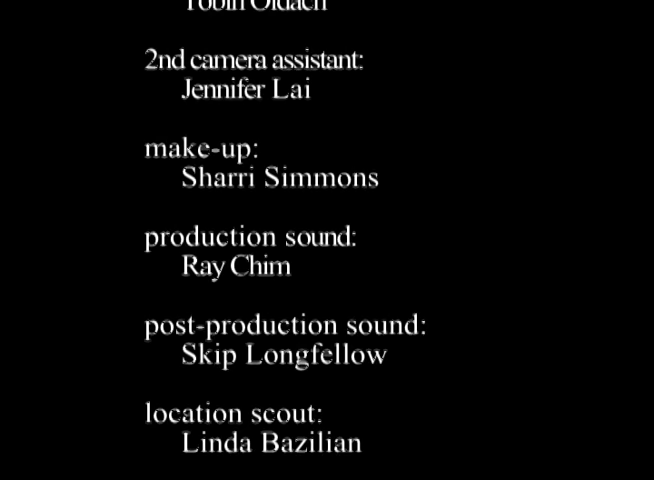 Tobin Oldach
2nd camera assistant:
Jennifer Lai
make-up:
Sharri Simmons
production sound:
Ray Chim
post-production sound:
Skip Longfellow
location scout:
Linda Bazilian